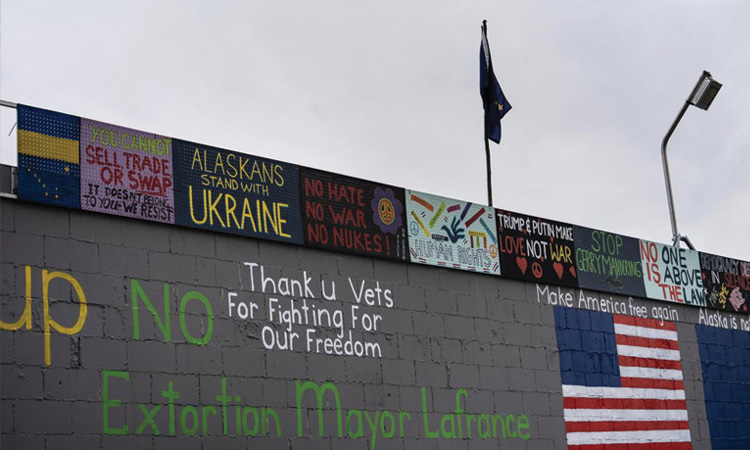 YOU CANNOT
SELL TRADE
OR SWAP
IT DOESN'T BELONG
TO YOU-WE RESIST
ALASKANS
STAND WITH
UKRAINE
NO HATE
NO WAR
NO NUKES!
HUMAN RIGHTS
TRUMP & PUTIN MAKE
LOVE NOT WAR
STOP
GERRYMANDERING
NO ONE
IS ABOVE
THE LAW
up
No
Thank u Vets
For Fighting For
Our Freedom
Extortion Mayor Lafrance
Make America free again
Alaska is n